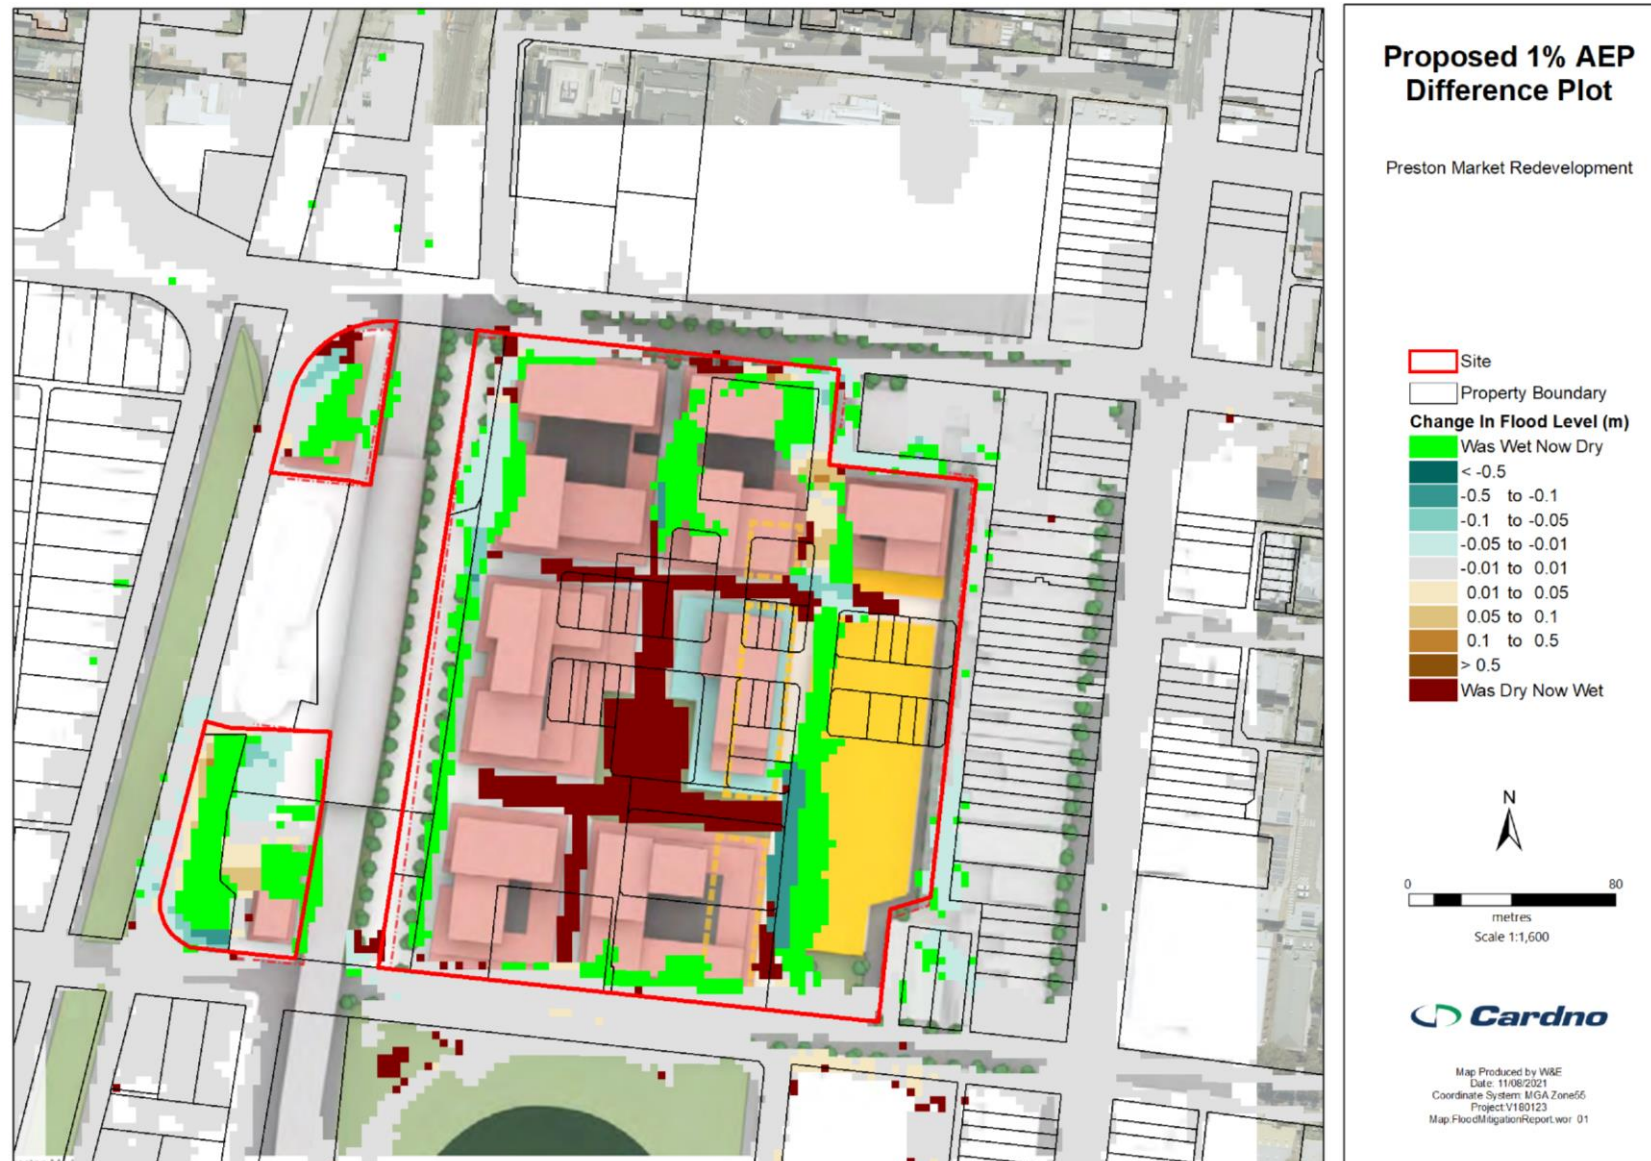 Proposed 1% AEP
Difference Plot
Preston Market Redevelopment
Site
Property Boundary
Change In Flood Level (m)
Was Wet Now Dry
< -0.5
-0.5 to -0.1
-0.1 to -0.05
-0.05 to -0.01
-0.01 to 0.01
0.01 to 0.05
0.05 to 0.1
0.1 to 0.5
> 0.5
Was Dry Now Wet
N
0 80
metres
Scale 1:1,600
Cardno
Map Produced by W&E
Date: 11/08/2021
Coordinate System: MGA Zone55
Project:V180123
Map:FloodMitigationReport.wor 01